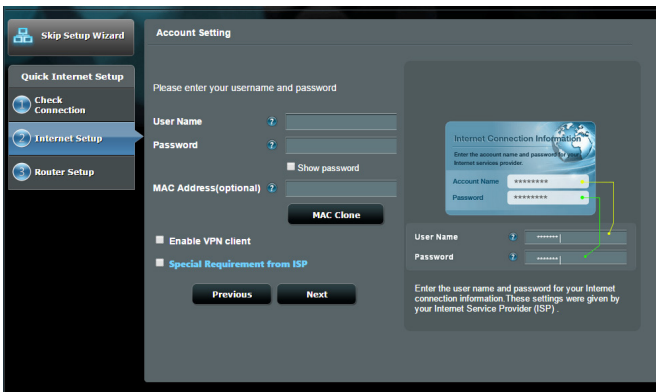 Skip Setup Wizard
Quick Internet Setup
1 Check
Connection
2 Internet Setup
3 Router Setup
Account Setting
Please enter your username and password
User Name ?
Password ?
Show password
MAC Address(optional) ?
MAC Clone
Enable VPN client
Special Requirement from ISP
Previous Next
Internet Connection Information
Enter the account name and password for your
Internet services provider.
Account Name ********
Password ********
User Name ? •••••••|
Password ? •••••••|
Enter the user name and password for your Internet
connection information.These settings were given by
your Internet Service Provider (ISP) .